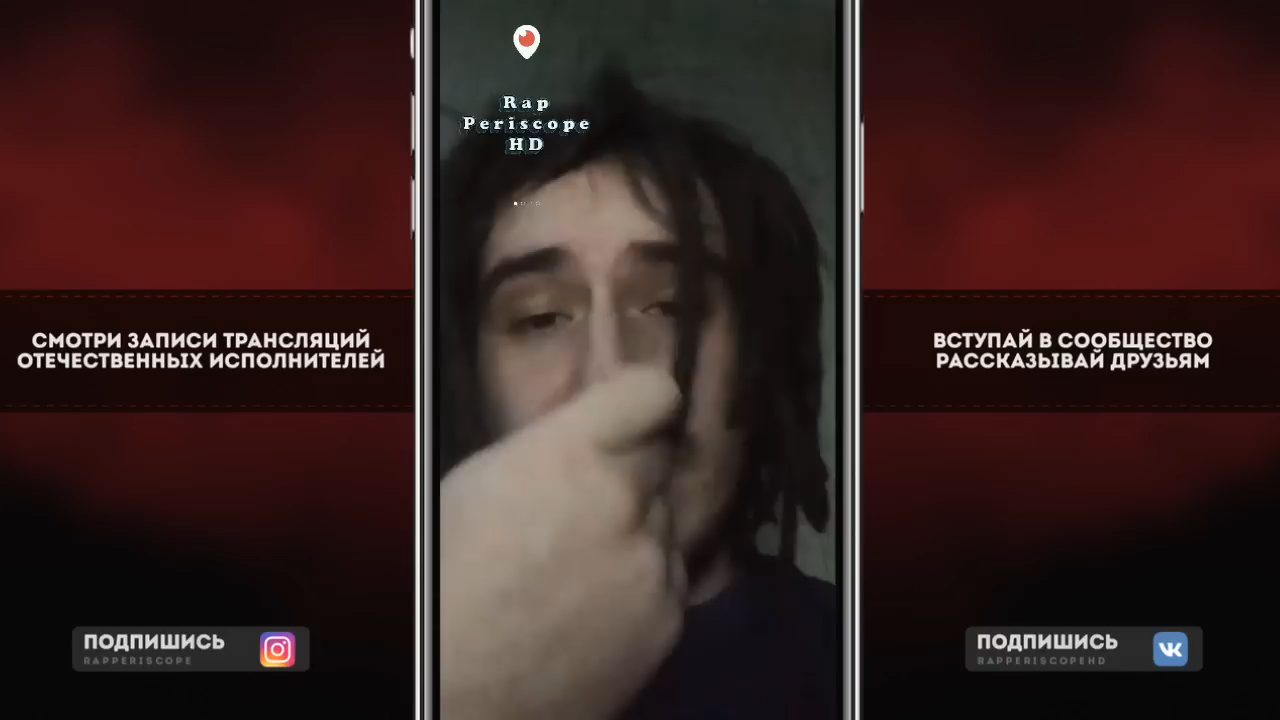 Rap
Periscope
HD
СМОТРИ ЗАПИСИ ТРАНСЛЯЦИЙ
ОТЕЧЕСТВЕННЫХ ИСПОЛНИТЕЛЕЙ
ВСТУПАЙ В СООБЩЕСТВО
РАССКАЗЫВАЙ ДРУЗЬЯМ
ПОДПИШИСЬ
RAPPERISCOPE
ПОДПИШИСЬ
RAPPERISCOPEHD